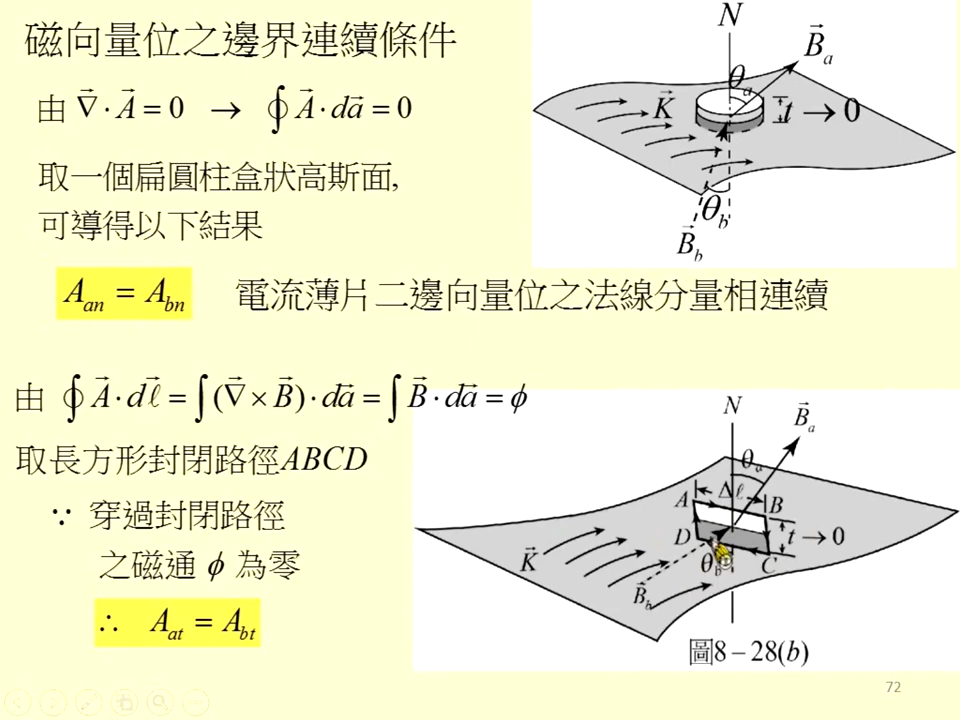 磁向量位之邊界連續條件
由 ∇⃗ · A⃗ = 0 → ∮ A⃗ · da⃗ = 0
取一個扁圓柱盒狀高斯面,
可導得以下結果
A_an = A_bn 電流薄片二邊向量位之法線分量相連續
N
B⃗_a
θ_a
K⃗
t → 0
θ_b
B⃗_b
由 ∮ A⃗ · dℓ⃗ = ∫(∇⃗ × B⃗) · da⃗ = ∫ B⃗ · da⃗ = ϕ
取長方形封閉路徑ABCD
∵ 穿過封閉路徑
之磁通 ϕ 為零
∴ A_at = A_bt
N
B⃗_a
θ_a
A Δℓ B
D t → 0
K⃗ θ_B C
B⃗_b
圖8 – 28(b)
72